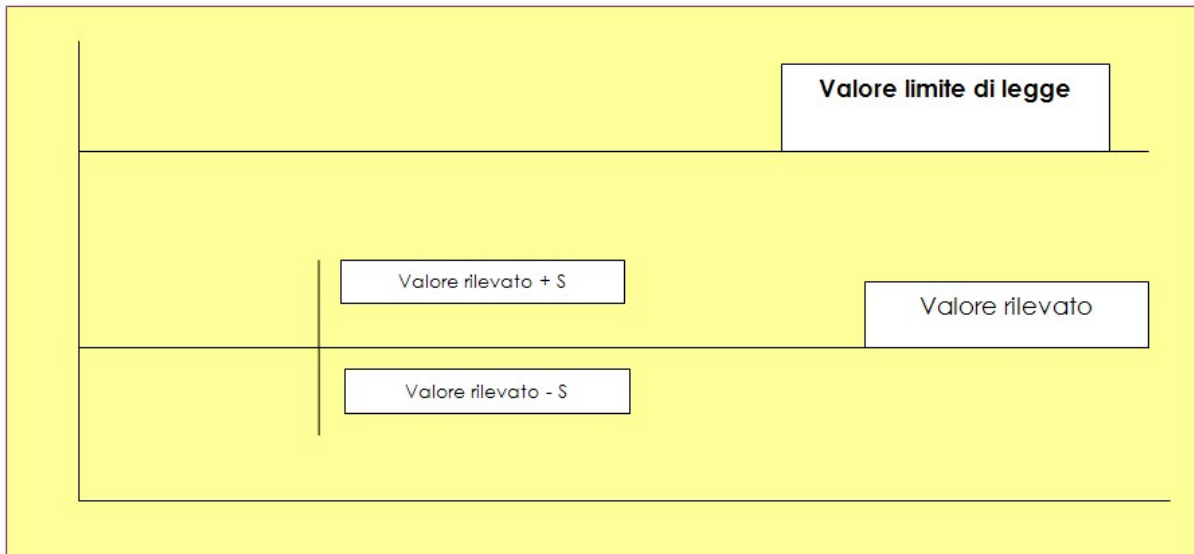 Valore limite di legge
Valore rilevato + S
Valore rilevato
Valore rilevato - S